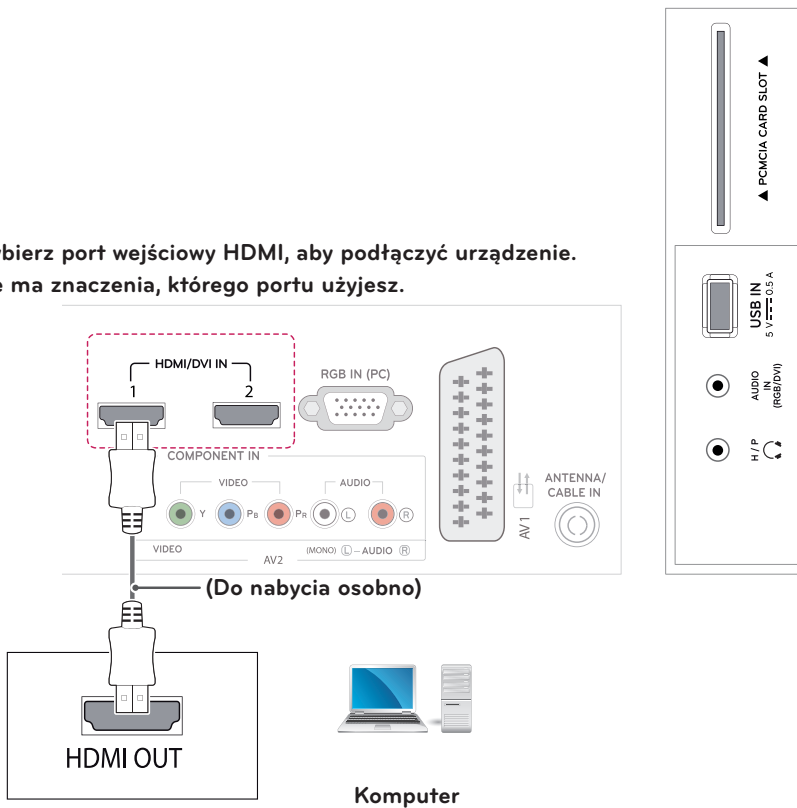 ▲ PCMCIA CARD SLOT ▲
bierz port wejściowy HDMI, aby podłączyć urządzenie.
ma znaczenia, którego portu użyjesz.
HDMI/DVI IN
1 2
RGB IN (PC)
COMPONENT IN
VIDEO AUDIO
Y PB PR L R
VIDEO
AV2
(MONO) L – AUDIO R
AV1
ANTENNA/
CABLE IN
USB IN
5 V 0.5 A
AUDIO
IN
(RGB/DVI)
H/P
(Do nabycia osobno)
HDMI OUT
Komputer